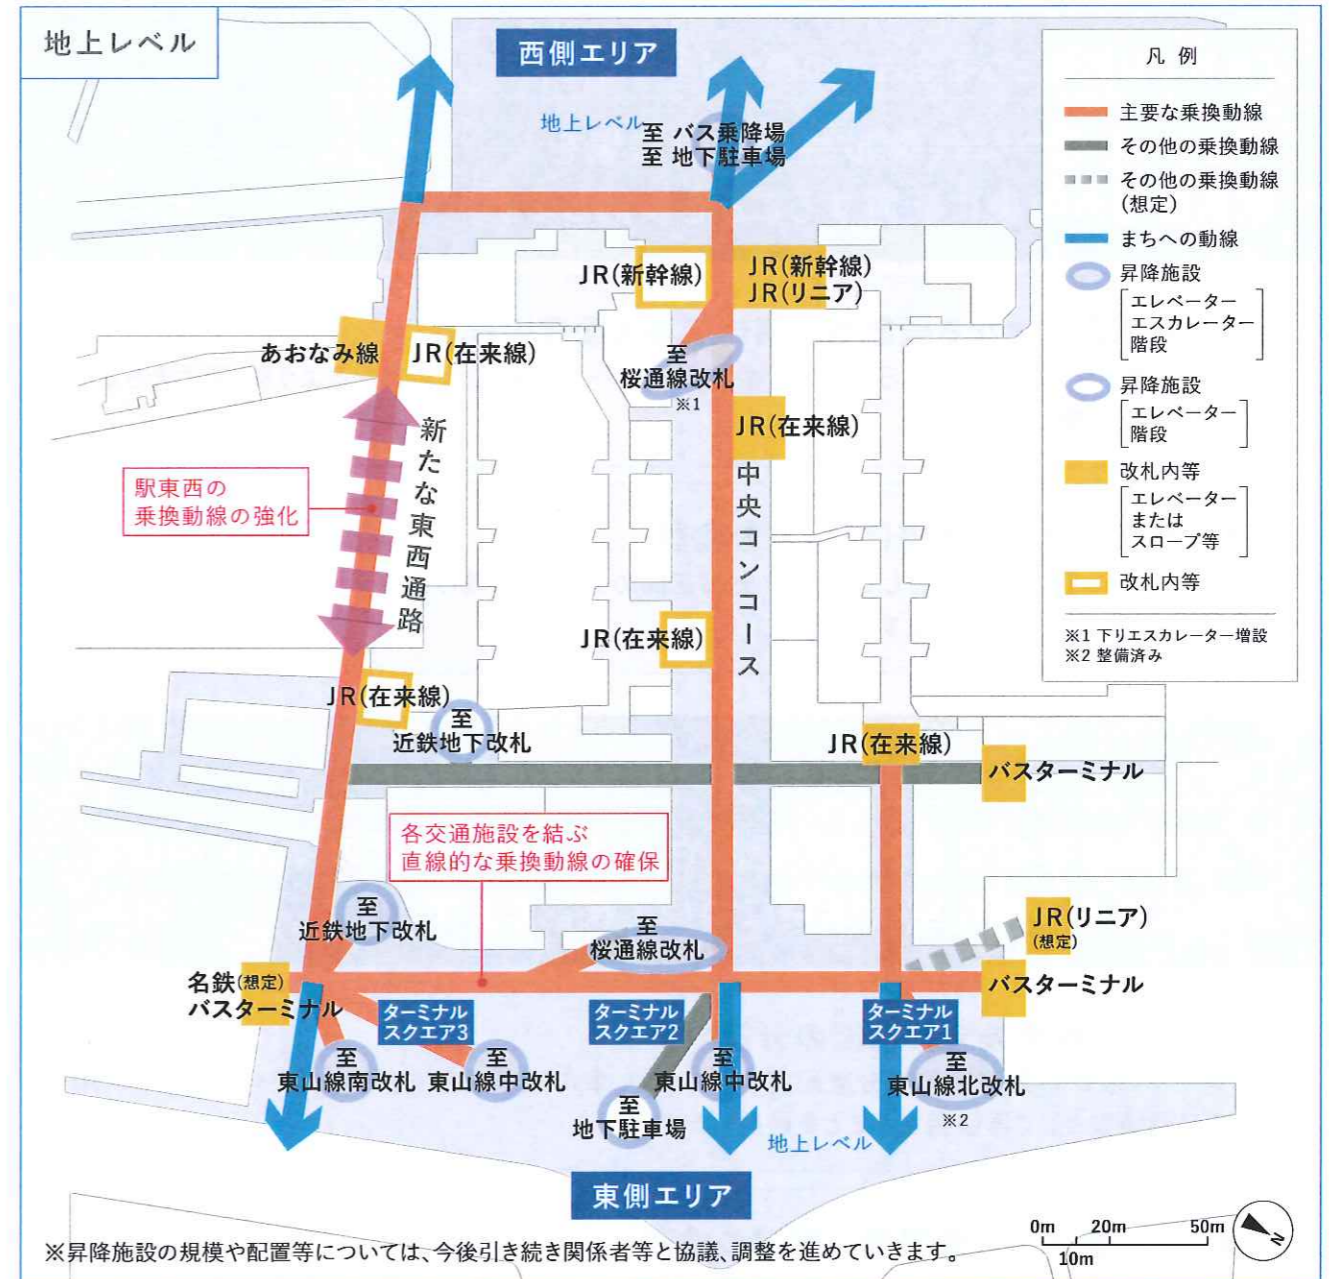 地上レベル
西側エリア
地上レベル
至 バス乗降場
至 地下駐車場
凡 例
主要な乗換動線
その他の乗換動線
その他の乗換動線
(想定)
まちへの動線
昇降施設
エレベーター
エスカレーター
階段
昇降施設
エレベーター
階段
改札内等
エレベーター
または
スロープ等
改札内等
※1 下りエスカレーター増設
※2 整備済み
JR(新幹線)
JR(新幹線)
JR(リニア)
あおなみ線
JR(在来線)
至
桜通線改札
※1
JR(在来線)
新たな東西通路
中央コンコース
駅東西の
乗換動線の強化
JR(在来線)
JR(在来線)
至
近鉄地下改札
JR(在来線)
バスターミナル
各交通施設を結ぶ
直線的な乗換動線の確保
至
近鉄地下改札
至
桜通線改札
JR(リニア)
(想定)
名鉄(想定)
バスターミナル
バスターミナル
ターミナル
スクエア3
ターミナル
スクエア2
ターミナル
スクエア1
至
東山線南改札
至
東山線中改札
至
東山線中改札
至
東山線北改札
※2
至
地下駐車場
地上レベル
東側エリア
0m 20m 50m
10m
N
※昇降施設の規模や配置等については、今後引き続き関係者等と協議、調整を進めていきます。